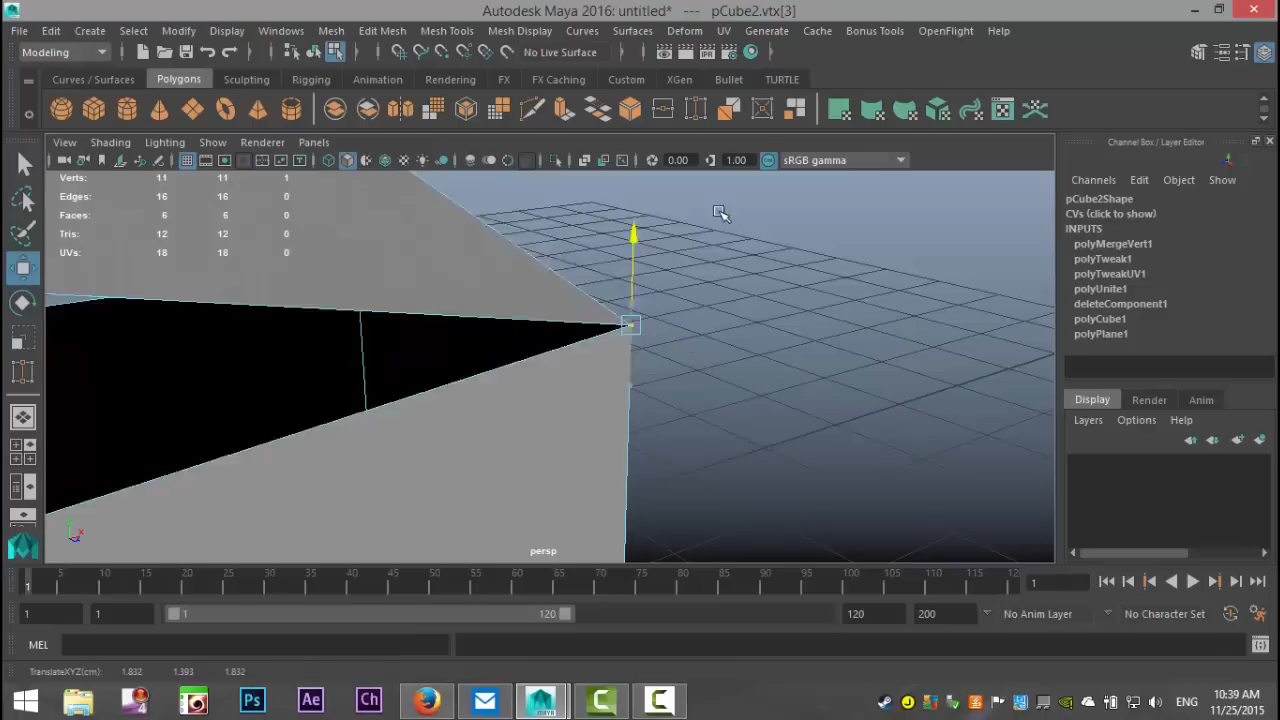 Autodesk Maya 2016: untitled* --- pCube2.vtx[3]
File Edit Create Select Modify Display Windows Mesh Edit Mesh Mesh Tools Mesh Display Curves Surfaces Deform UV Generate Cache Bonus Tools OpenFlight Help
Modeling No Live Surface
Curves / Surfaces Polygons Sculpting Rigging Animation Rendering FX FX Caching Custom XGen Bullet TURTLE
View Shading Lighting Show Renderer Panels
0.00 1.00 sRGB gamma
Verts: 11 11 1
Edges: 16 16 0
Faces: 6 6 0
Tris: 12 12 0
UVs: 18 18 0
persp
Channel Box / Layer Editor
Channels Edit Object Show
pCube2Shape
CVs (click to show)
INPUTS
polyMergeVert1
polyTweak1
polyTweakUV1
polyUnite1
deleteComponent1
polyCube1
polyPlane1
Display Render Anim
Layers Options Help
1 5 10 15 20 25 30 35 40 45 50 55 60 65 70 75 80 85 90 95 100 105 110 115 12 1
1 1 1 120 120 200 No Anim Layer No Character Set
MEL
TranslateXYZ(cm): 1.832 1.393 1.832
Ps Ae Ch MAYA ENG
10:39 AM
11/25/2015